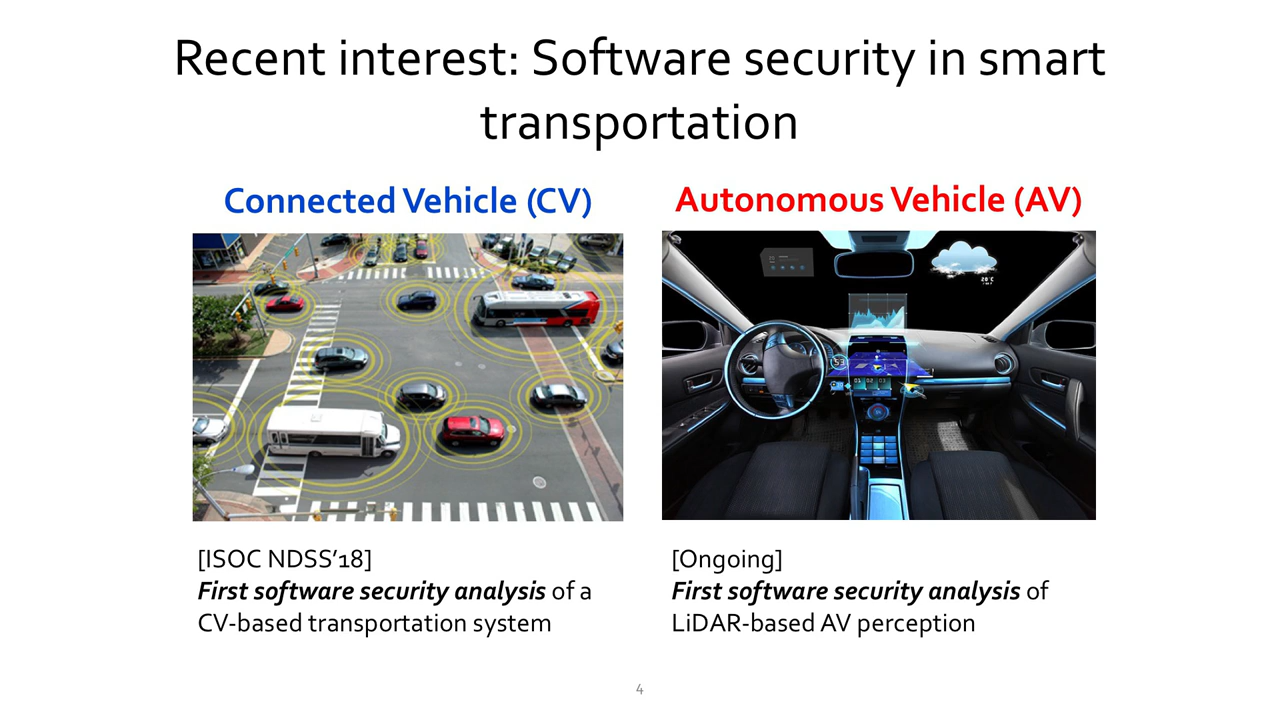 Recent interest: Software security in smart
transportation
Connected Vehicle (CV)
Autonomous Vehicle (AV)
[ISOC NDSS’18]
First software security analysis of a
CV-based transportation system
[Ongoing]
First software security analysis of
LiDAR-based AV perception
4